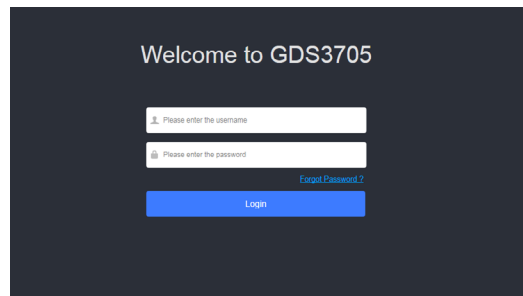 Welcome to GDS3705
Please enter the username
Please enter the password
Forgot Password ?
Login